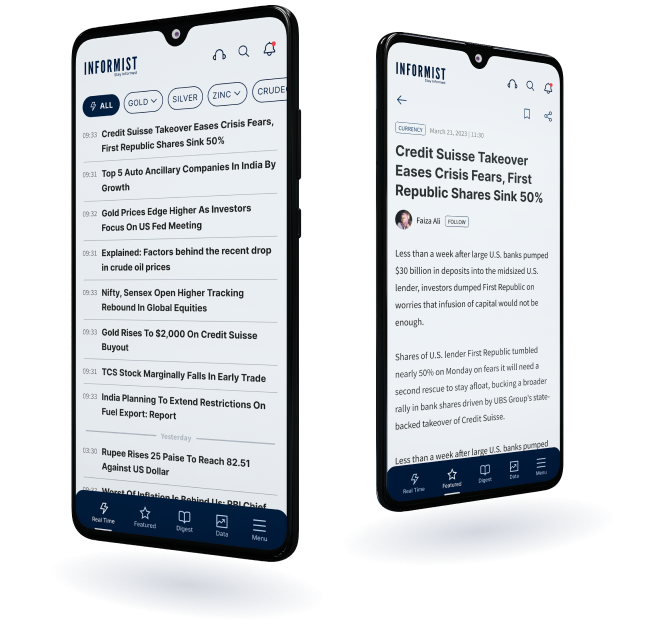 INFORMIST
Stay Informed
ALL GOLD SILVER ZINC CRUDE
09:33 Credit Suisse Takeover Eases Crisis Fears,
First Republic Shares Sink 50%
09:31 Top 5 Auto Ancillary Companies In India By
Growth
09:32 Gold Prices Edge Higher As Investors
Focus On US Fed Meeting
09:31 Explained: Factors behind the recent drop
in crude oil prices
09:33 Nifty, Sensex Open Higher Tracking
Rebound In Global Equities
09:33 Gold Rises To $2,000 On Credit Suisse
Buyout
09:31 TCS Stock Marginally Falls In Early Trade
09:33 India Planning To Extend Restrictions On
Fuel Export: Report
Yesterday
03:30 Rupee Rises 25 Paise To Reach 82.51
Against US Dollar
Worst Of Inflation Is Behind Us: RBI Chief
Real Time Featured Digest Data Menu
INFORMIST
CURRENCY March 21, 2023 | 11:30
Credit Suisse Takeover
Eases Crisis Fears, First
Republic Shares Sink 50%
Faiza Ali FOLLOW
Less than a week after large U.S. banks pumped
$30 billion in deposits into the midsized U.S.
lender, investors dumped First Republic on
worries that infusion of capital would not be
enough.
Shares of U.S. lender First Republic tumbled
nearly 50% on Monday on fears it will need a
second rescue to stay afloat, bucking a broader
rally in bank shares driven by UBS Group's state-
backed takeover of Credit Suisse.
Less than a week after large U.S. banks pumped
Real Time Featured Digest Data Menu